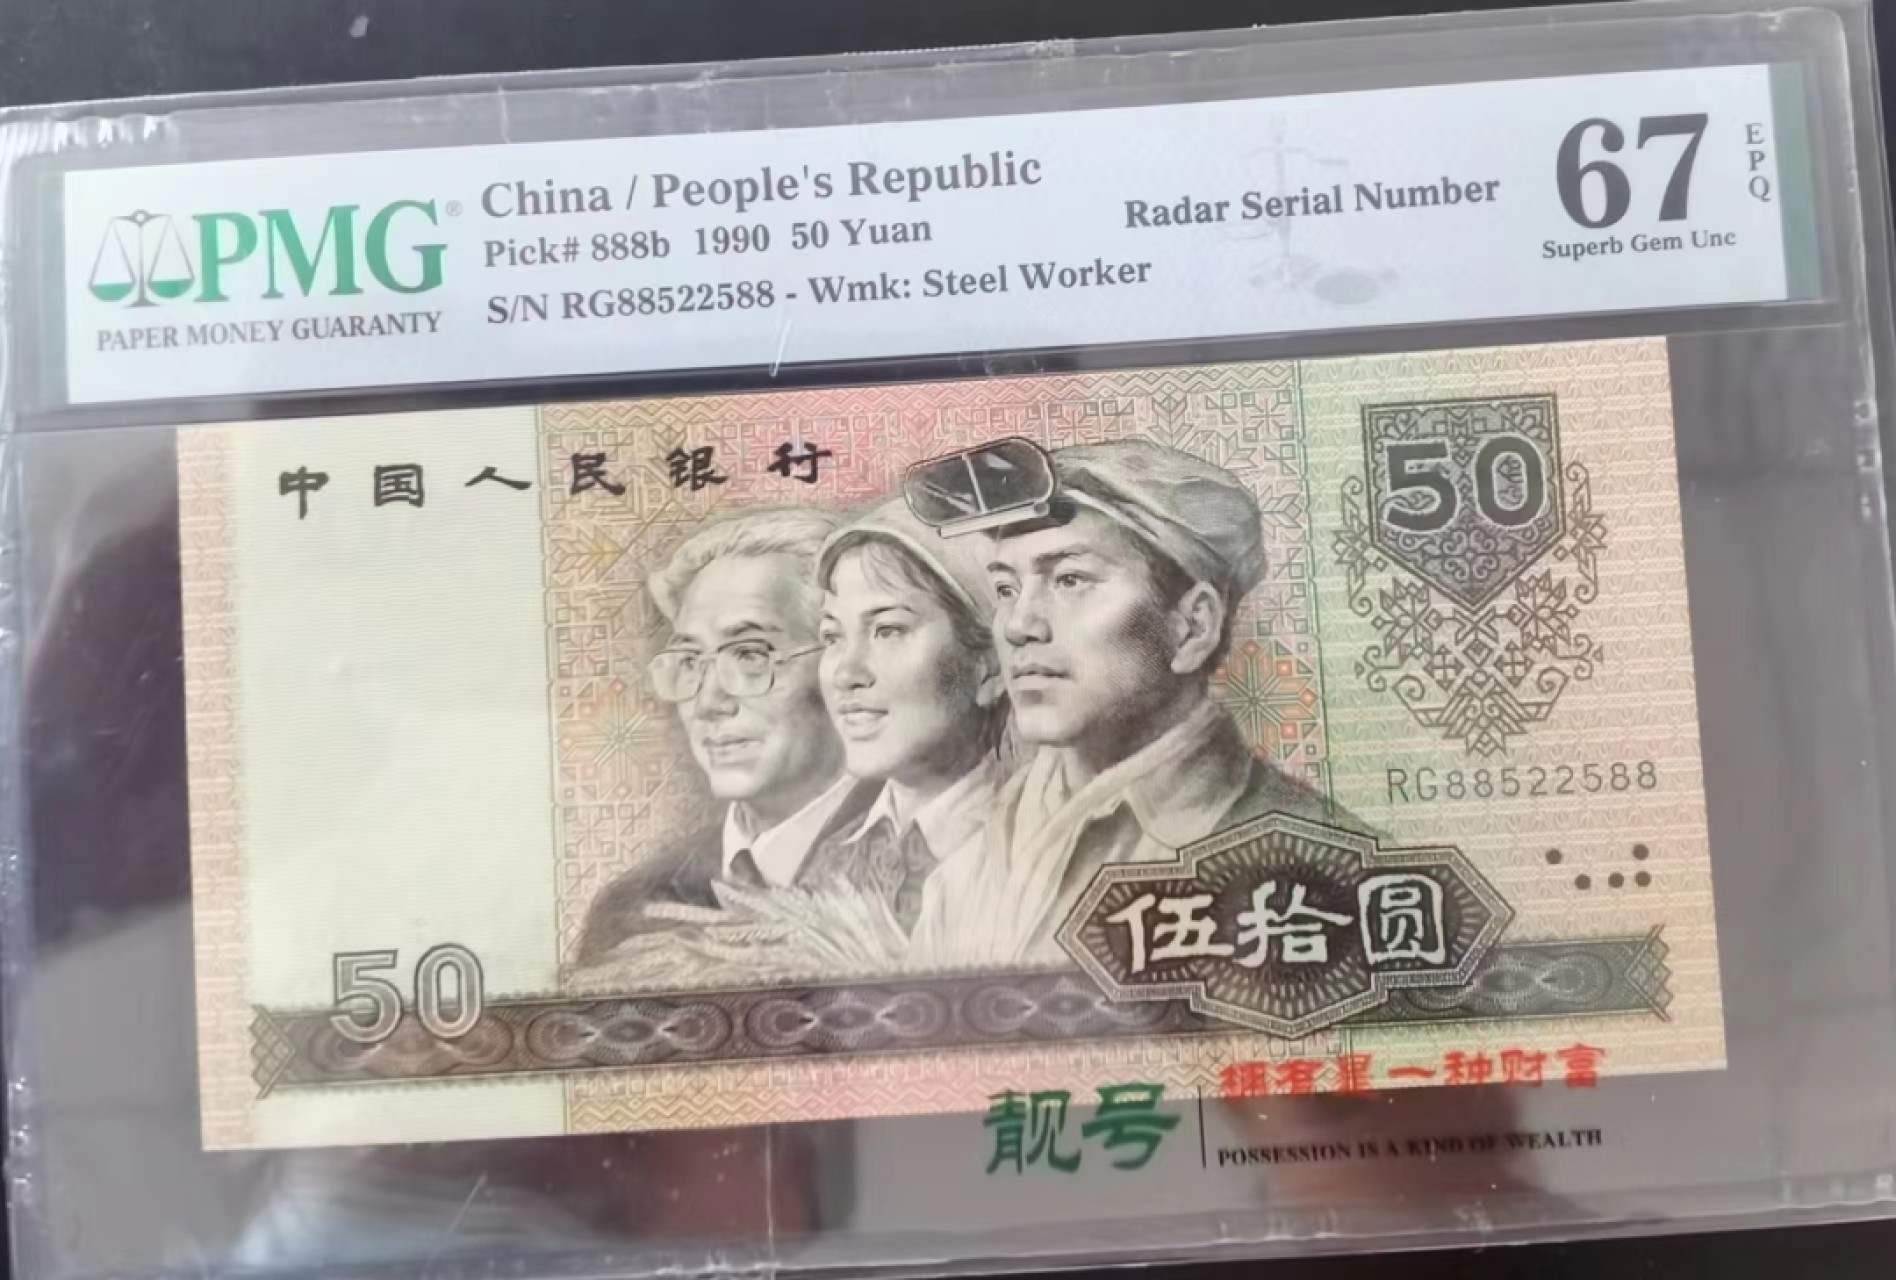 PMG®
PAPER MONEY GUARANTY
China / People's Republic
Pick# 888b 1990 50 Yuan
S/N RG88522588 - Wmk: Steel Worker
Radar Serial Number
67
EPQ
Superb Gem Unc
中国人民银行
50
RG88522588
伍拾圆
50
靓号
拥有是一种财富
POSSESSION IS A KIND OF WEALTH